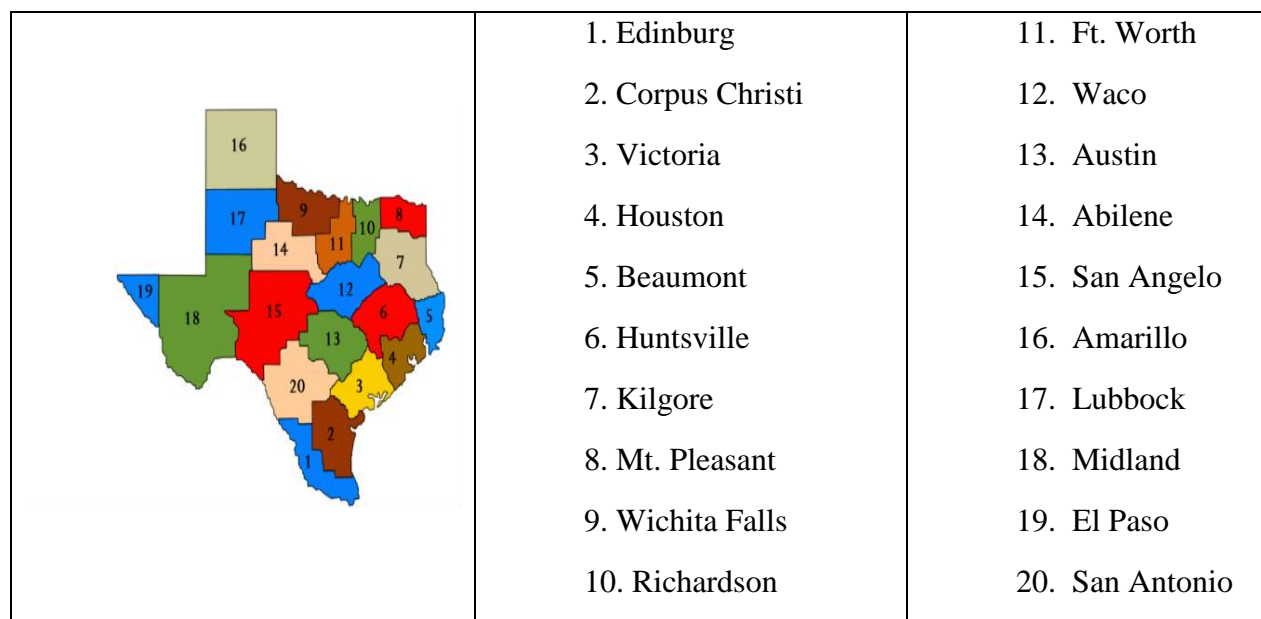 16
17
9
8
10
11
14
7
12
19
18
15
6
5
13
4
20
3
2
1
1. Edinburg
2. Corpus Christi
3. Victoria
4. Houston
5. Beaumont
6. Huntsville
7. Kilgore
8. Mt. Pleasant
9. Wichita Falls
10. Richardson
11. Ft. Worth
12. Waco
13. Austin
14. Abilene
15. San Angelo
16. Amarillo
17. Lubbock
18. Midland
19. El Paso
20. San Antonio